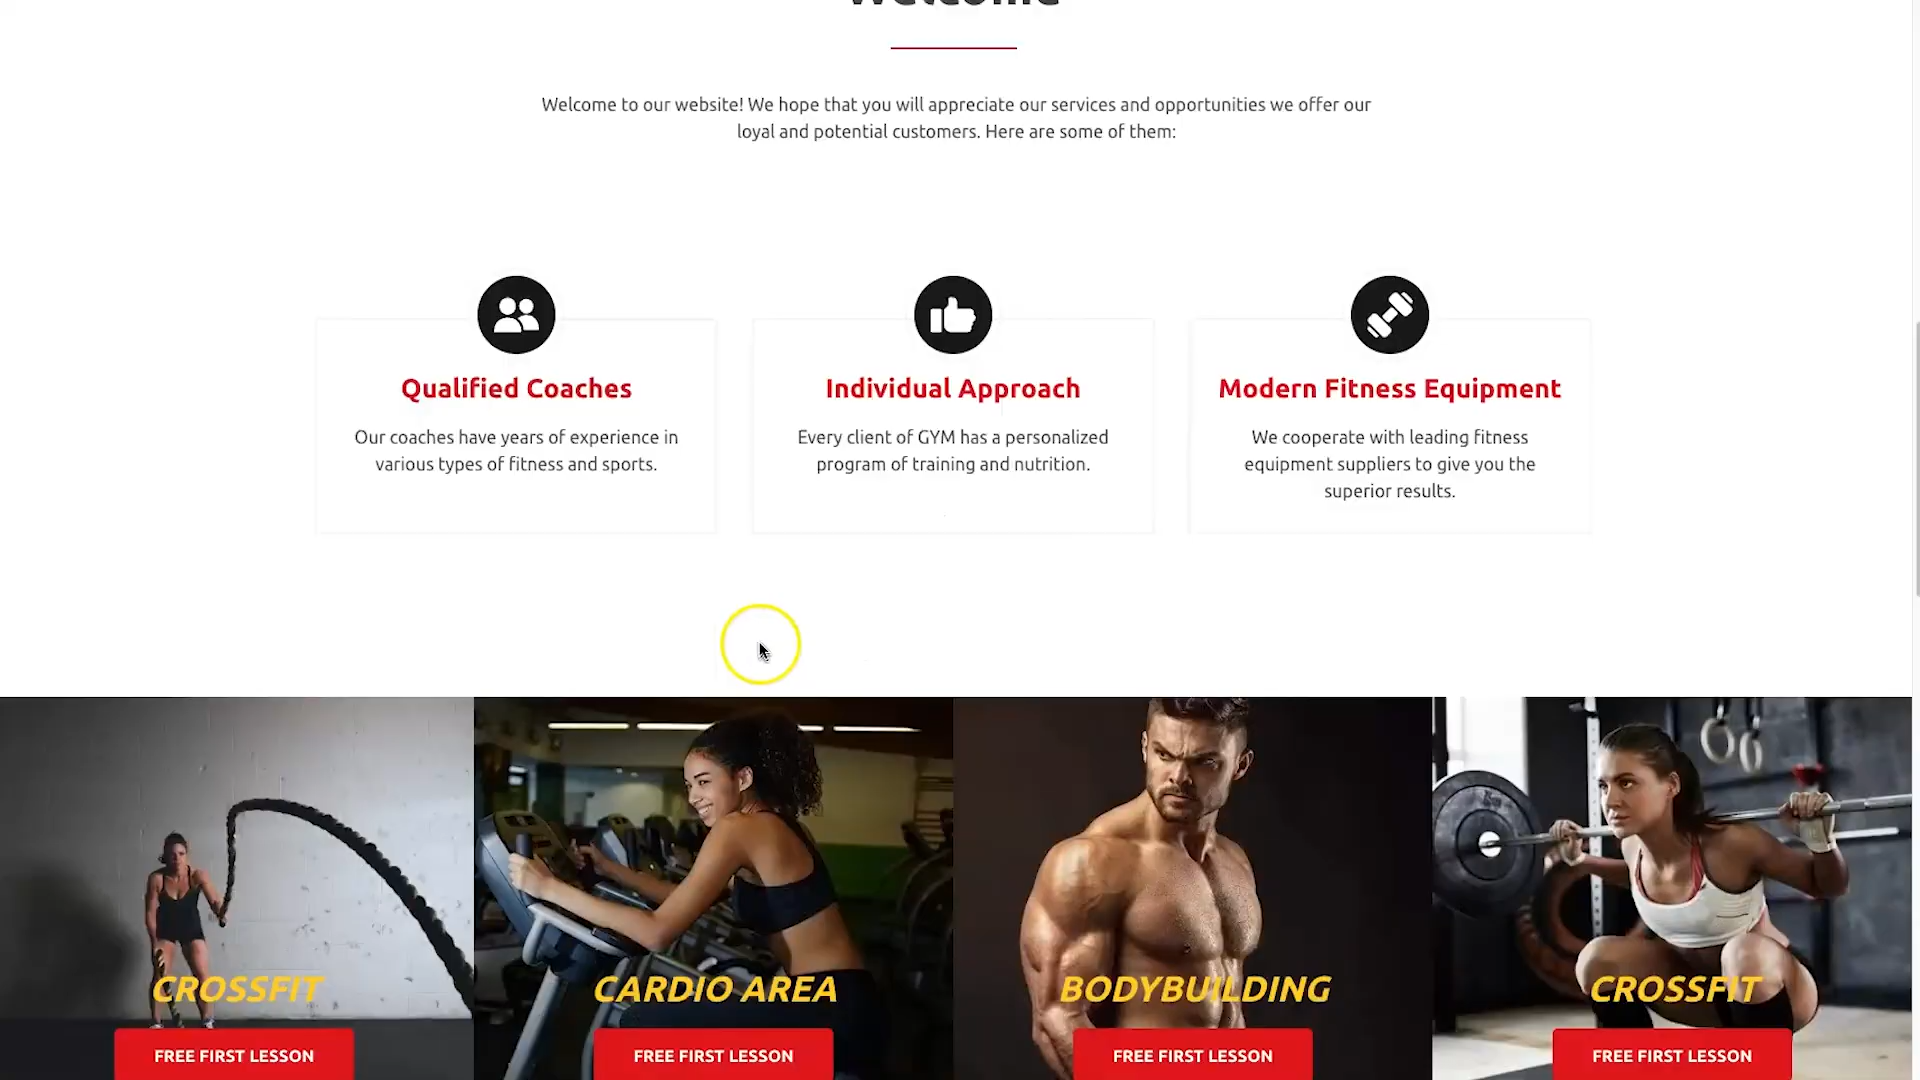 Welcome
Welcome to our website! We hope that you will appreciate our services and opportunities we offer our
loyal and potential customers. Here are some of them:
Qualified Coaches
Our coaches have years of experience in
various types of fitness and sports.
Individual Approach
Every client of GYM has a personalized
program of training and nutrition.
Modern Fitness Equipment
We cooperate with leading fitness
equipment suppliers to give you the
superior results.
CROSSFIT
FREE FIRST LESSON
CARDIO AREA
FREE FIRST LESSON
BODYBUILDING
FREE FIRST LESSON
CROSSFIT
FREE FIRST LESSON